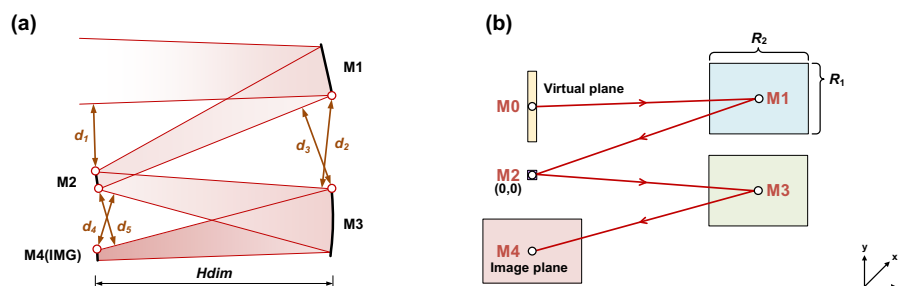 (a)
M1
d1
d3
d2
M2
d4
d5
M3
M4(IMG)
Hdim
(b)
R2
Virtual plane
R1
M0
M1
M2
(0,0)
M3
M4
Image plane
y
x